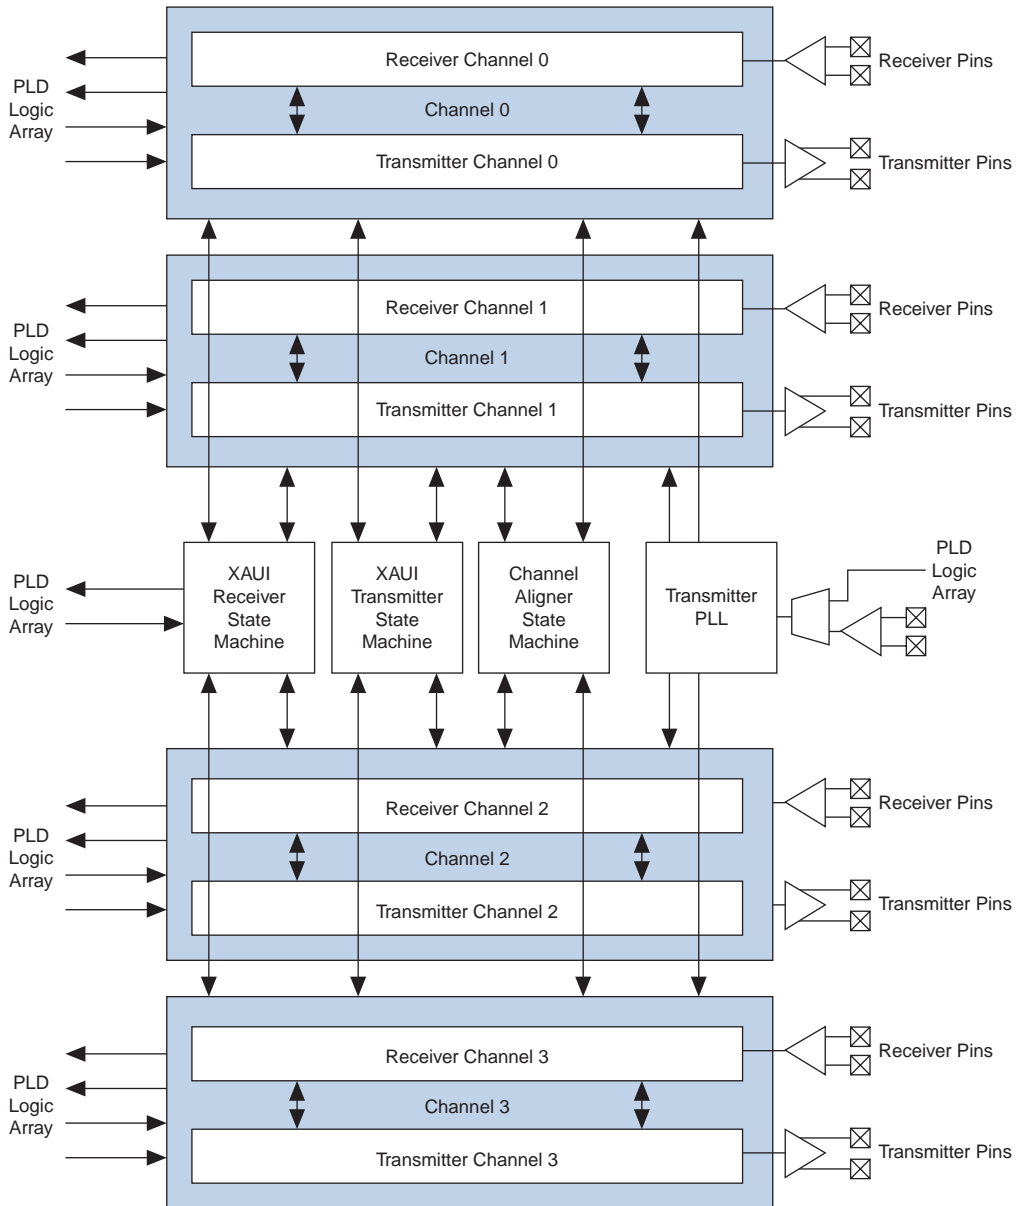 Receiver Channel 0
Receiver Pins
PLD
Logic
Array
Channel 0
Transmitter Channel 0
Transmitter Pins
Receiver Channel 1
Receiver Pins
PLD
Logic
Array
Channel 1
Transmitter Channel 1
Transmitter Pins
PLD
Logic
Array
XAUI
Receiver
State
Machine
XAUI
Transmitter
State
Machine
Channel
Aligner
State
Machine
Transmitter
PLL
PLD
Logic
Array
Receiver Channel 2
Receiver Pins
PLD
Logic
Array
Channel 2
Transmitter Channel 2
Transmitter Pins
Receiver Channel 3
Receiver Pins
PLD
Logic
Array
Channel 3
Transmitter Channel 3
Transmitter Pins